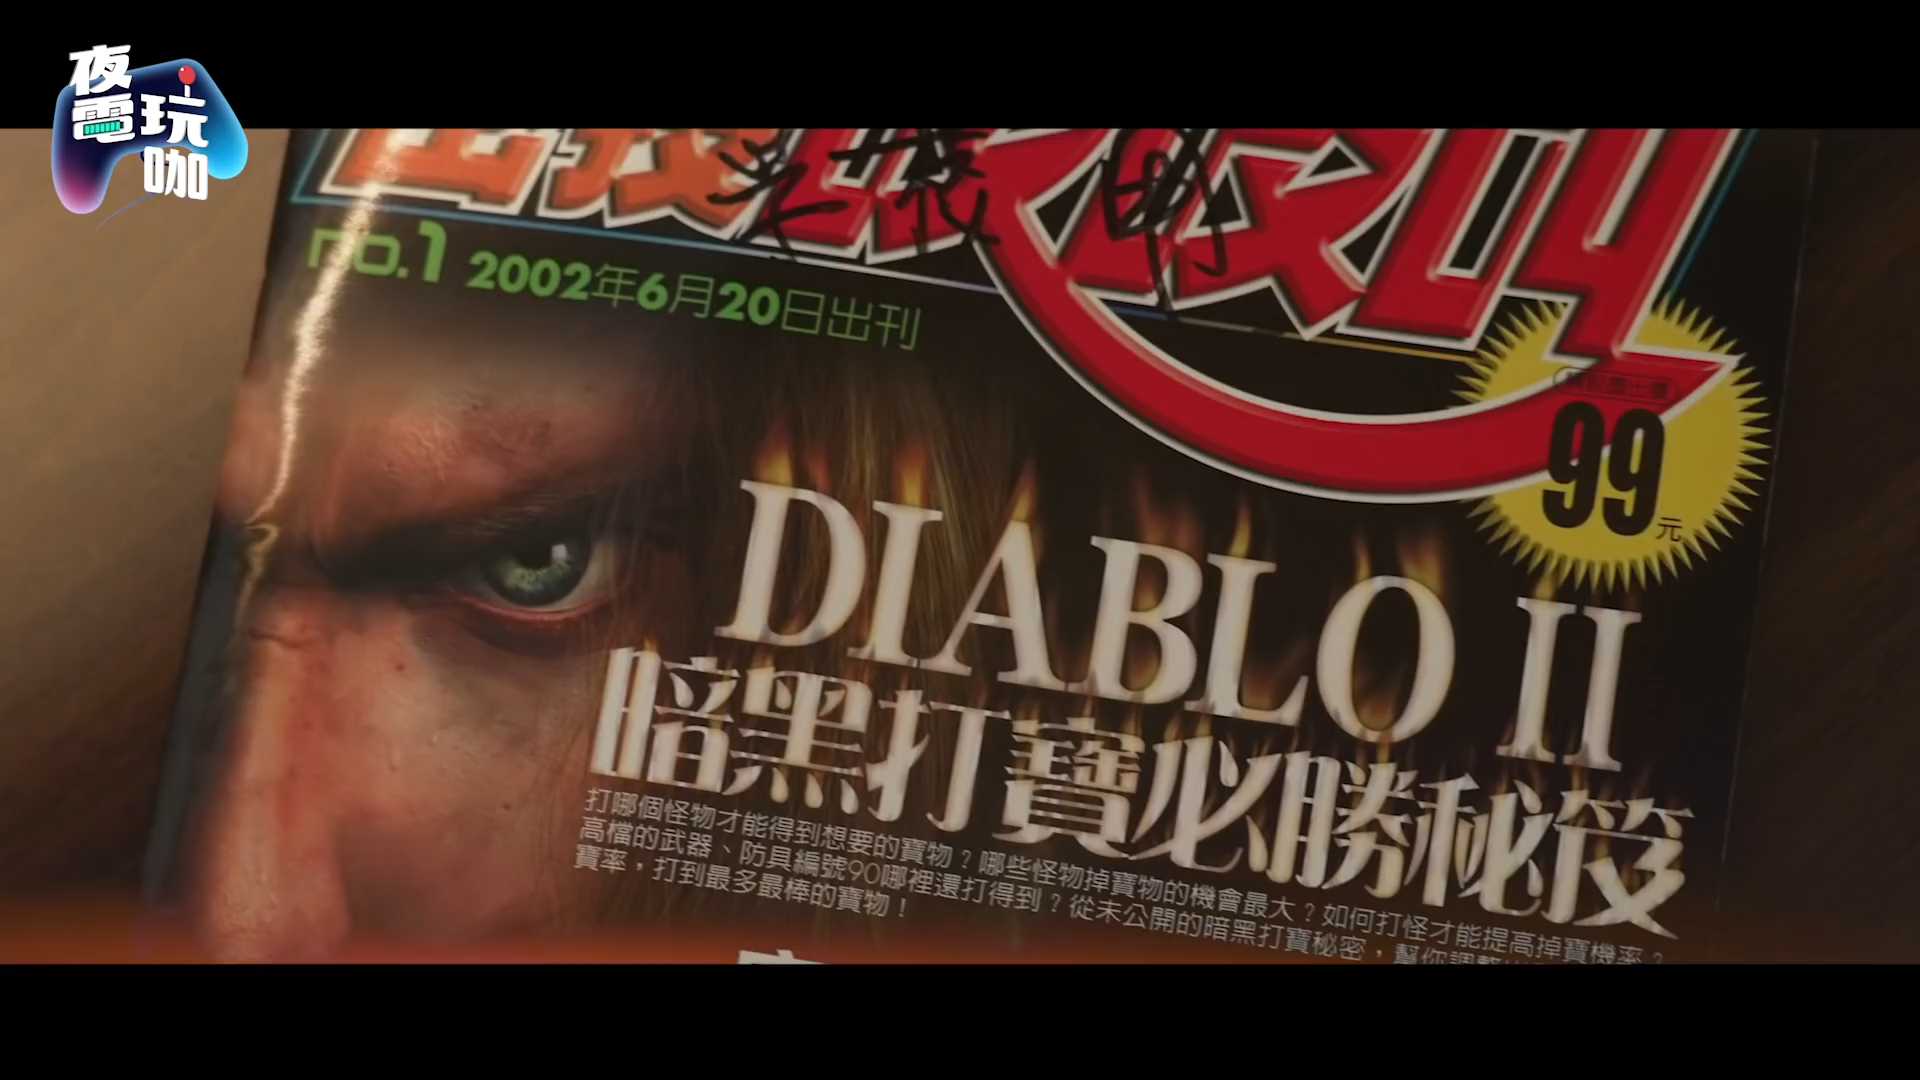 夜電玩咖
no.1 2002年6月20日出刊
99元
DIABLO II
暗黑打寶必勝秘笈
打哪個怪物才能得到想要的寶物？哪些怪物掉寶物的機會最大？如何打怪才能提高掉寶機率？
高檔的武器、防具編號90哪裡還打得到？從未公開的暗黑打寶秘密，幫你調整
寶率，打到最多最棒的寶物！